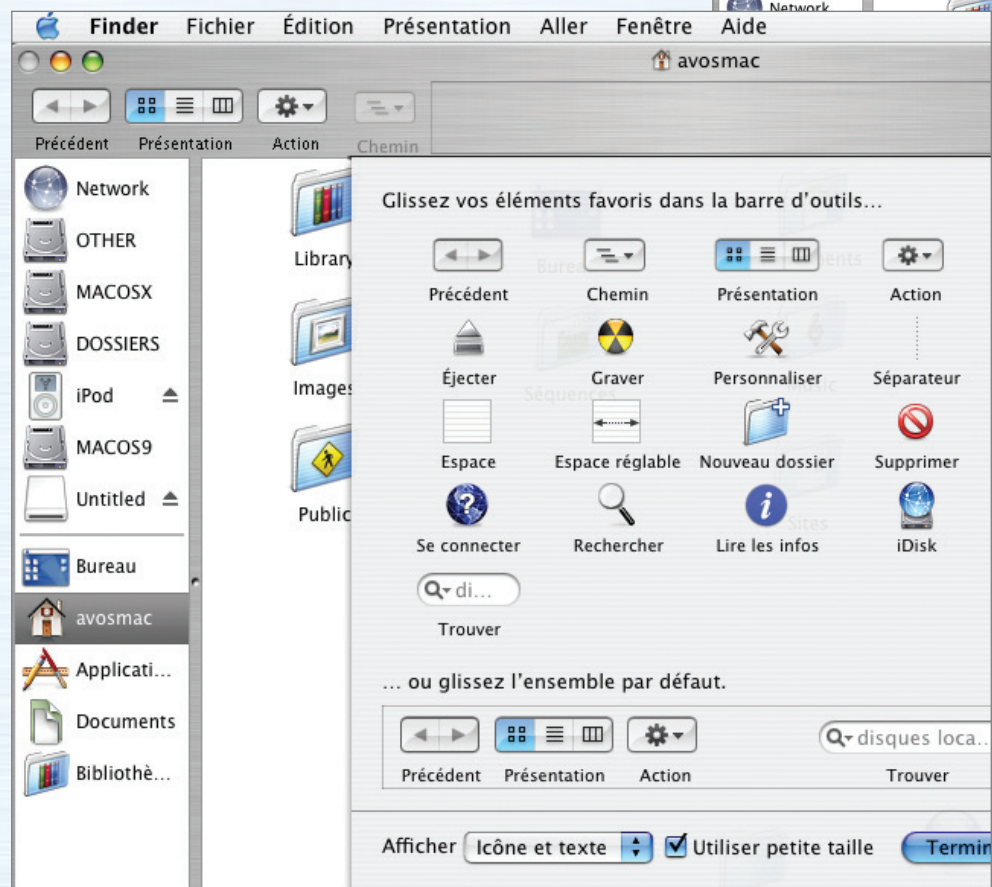 Network
Finder Fichier Édition Présentation Aller Fenêtre Aide
avosmac
Précédent Présentation Action Chemin
Network
OTHER
MACOSX
DOSSIERS
iPod
MACOS9
Untitled
Bureau
avosmac
Applicati...
Documents
Bibliothè...
Library
Images
Public
Glissez vos éléments favoris dans la barre d'outils...
Précédent Chemin Présentation Action
Éjecter Graver Personnaliser Séparateur
Espace Espace réglable Nouveau dossier Supprimer
Se connecter Rechercher Lire les infos iDisk
di...
Trouver
Séquences
Music
Sites
... ou glissez l'ensemble par défaut.
disques loca...
Précédent Présentation Action Trouver
Afficher Icône et texte Utiliser petite taille Termin